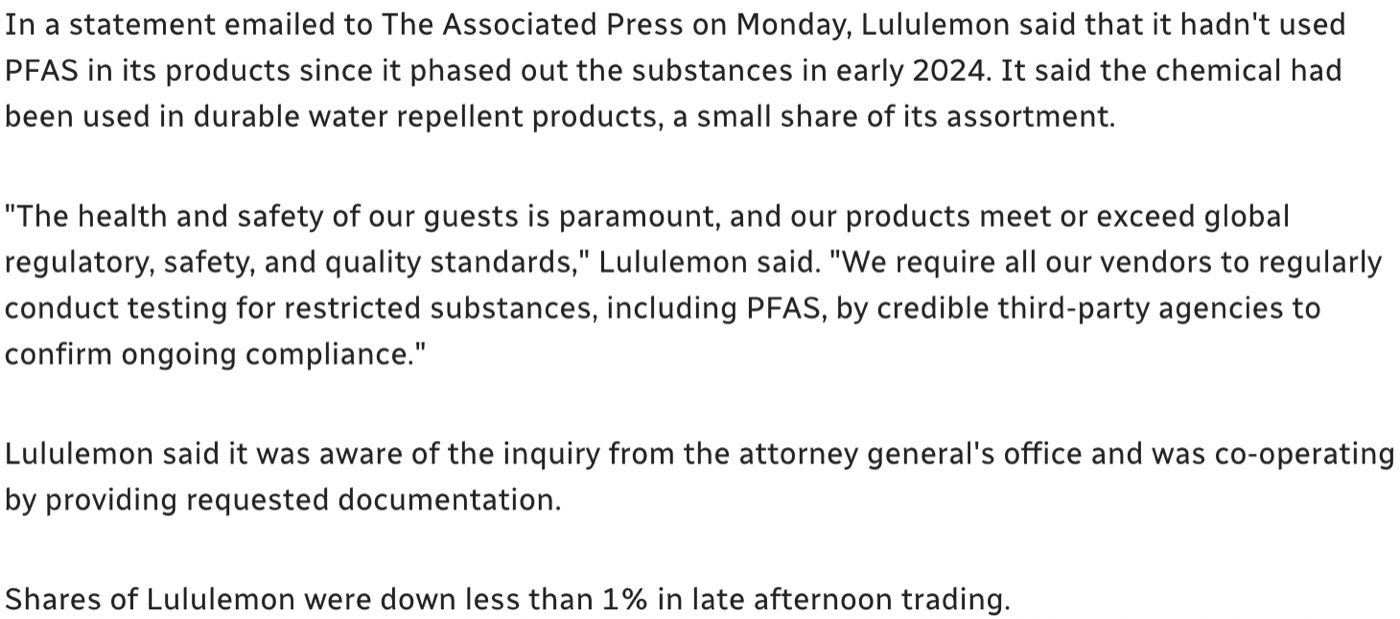 In a statement emailed to The Associated Press on Monday, Lululemon said that it hadn't used
PFAS in its products since it phased out the substances in early 2024. It said the chemical had
been used in durable water repellent products, a small share of its assortment.
"The health and safety of our guests is paramount, and our products meet or exceed global
regulatory, safety, and quality standards," Lululemon said. "We require all our vendors to regularly
conduct testing for restricted substances, including PFAS, by credible third-party agencies to
confirm ongoing compliance."
Lululemon said it was aware of the inquiry from the attorney general's office and was co-operating
by providing requested documentation.
Shares of Lululemon were down less than 1% in late afternoon trading.